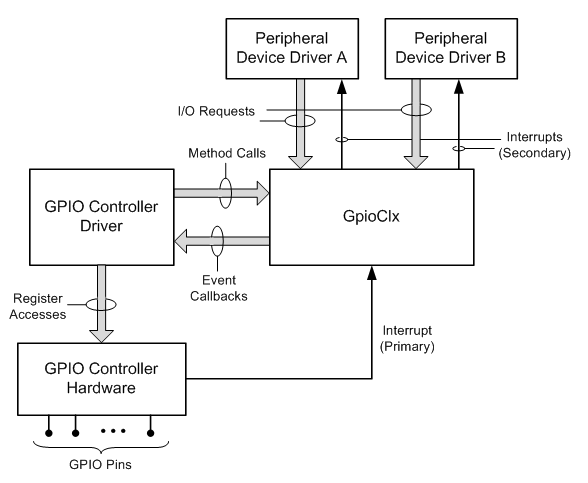 Peripheral
Device Driver A
Peripheral
Device Driver B
I/O Requests
Interrupts
(Secondary)
Method Calls
GPIO Controller
Driver
GpioClx
Event
Callbacks
Register
Accesses
Interrupt
(Primary)
GPIO Controller
Hardware
GPIO Pins